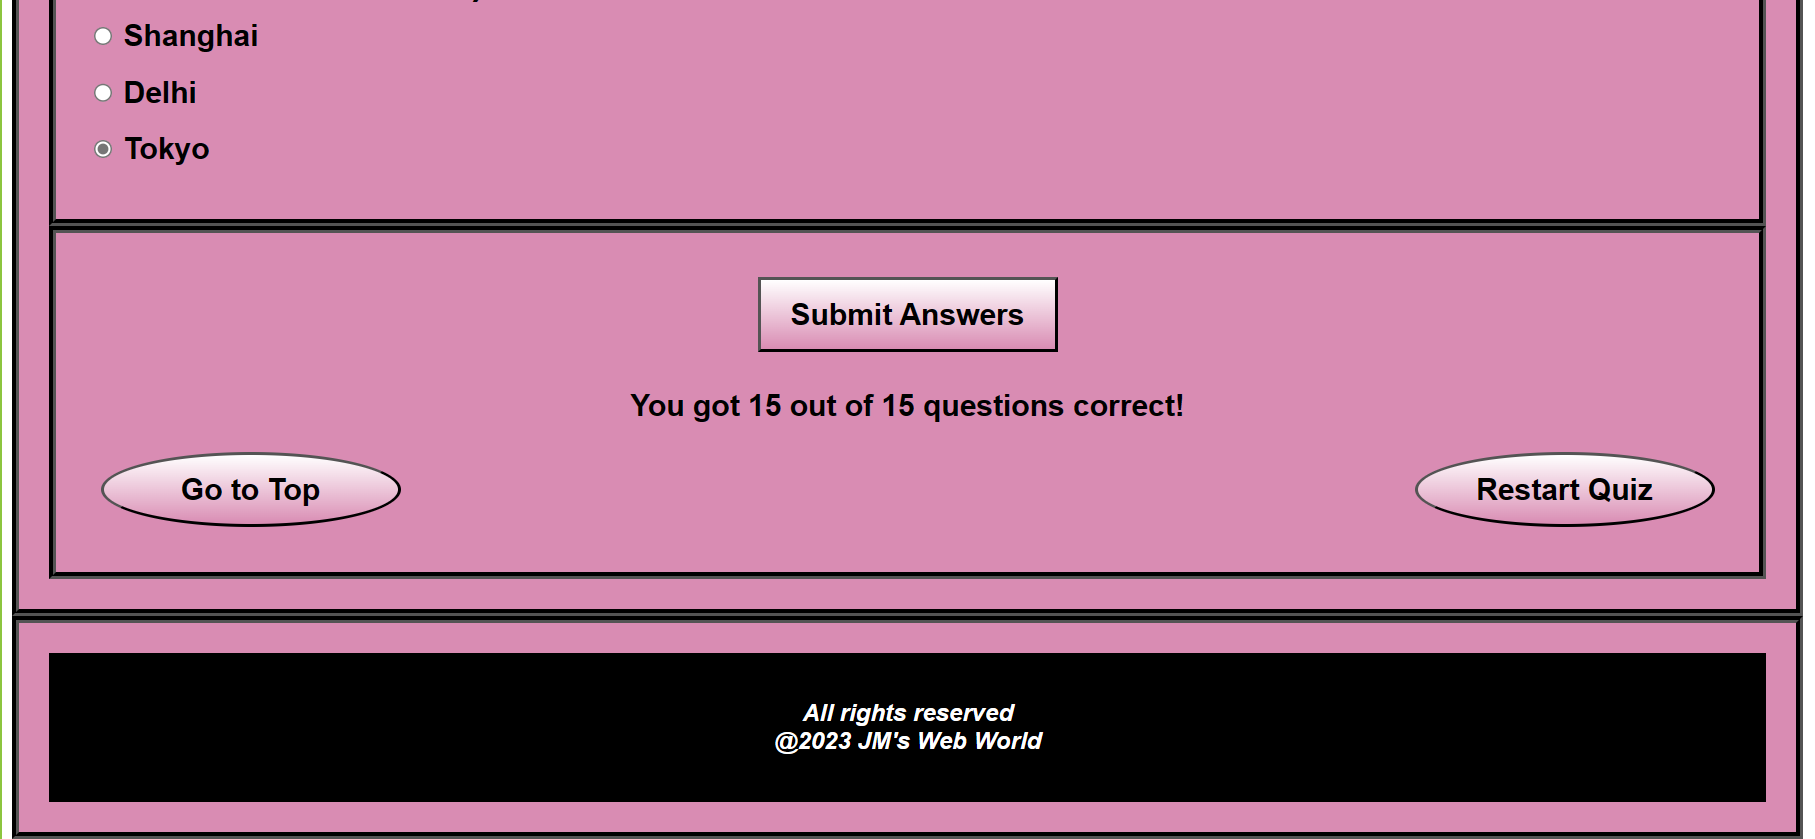 Shanghai
Delhi
Tokyo
Submit Answers
You got 15 out of 15 questions correct!
Go to Top
Restart Quiz
All rights reserved
@2023 JM's Web World